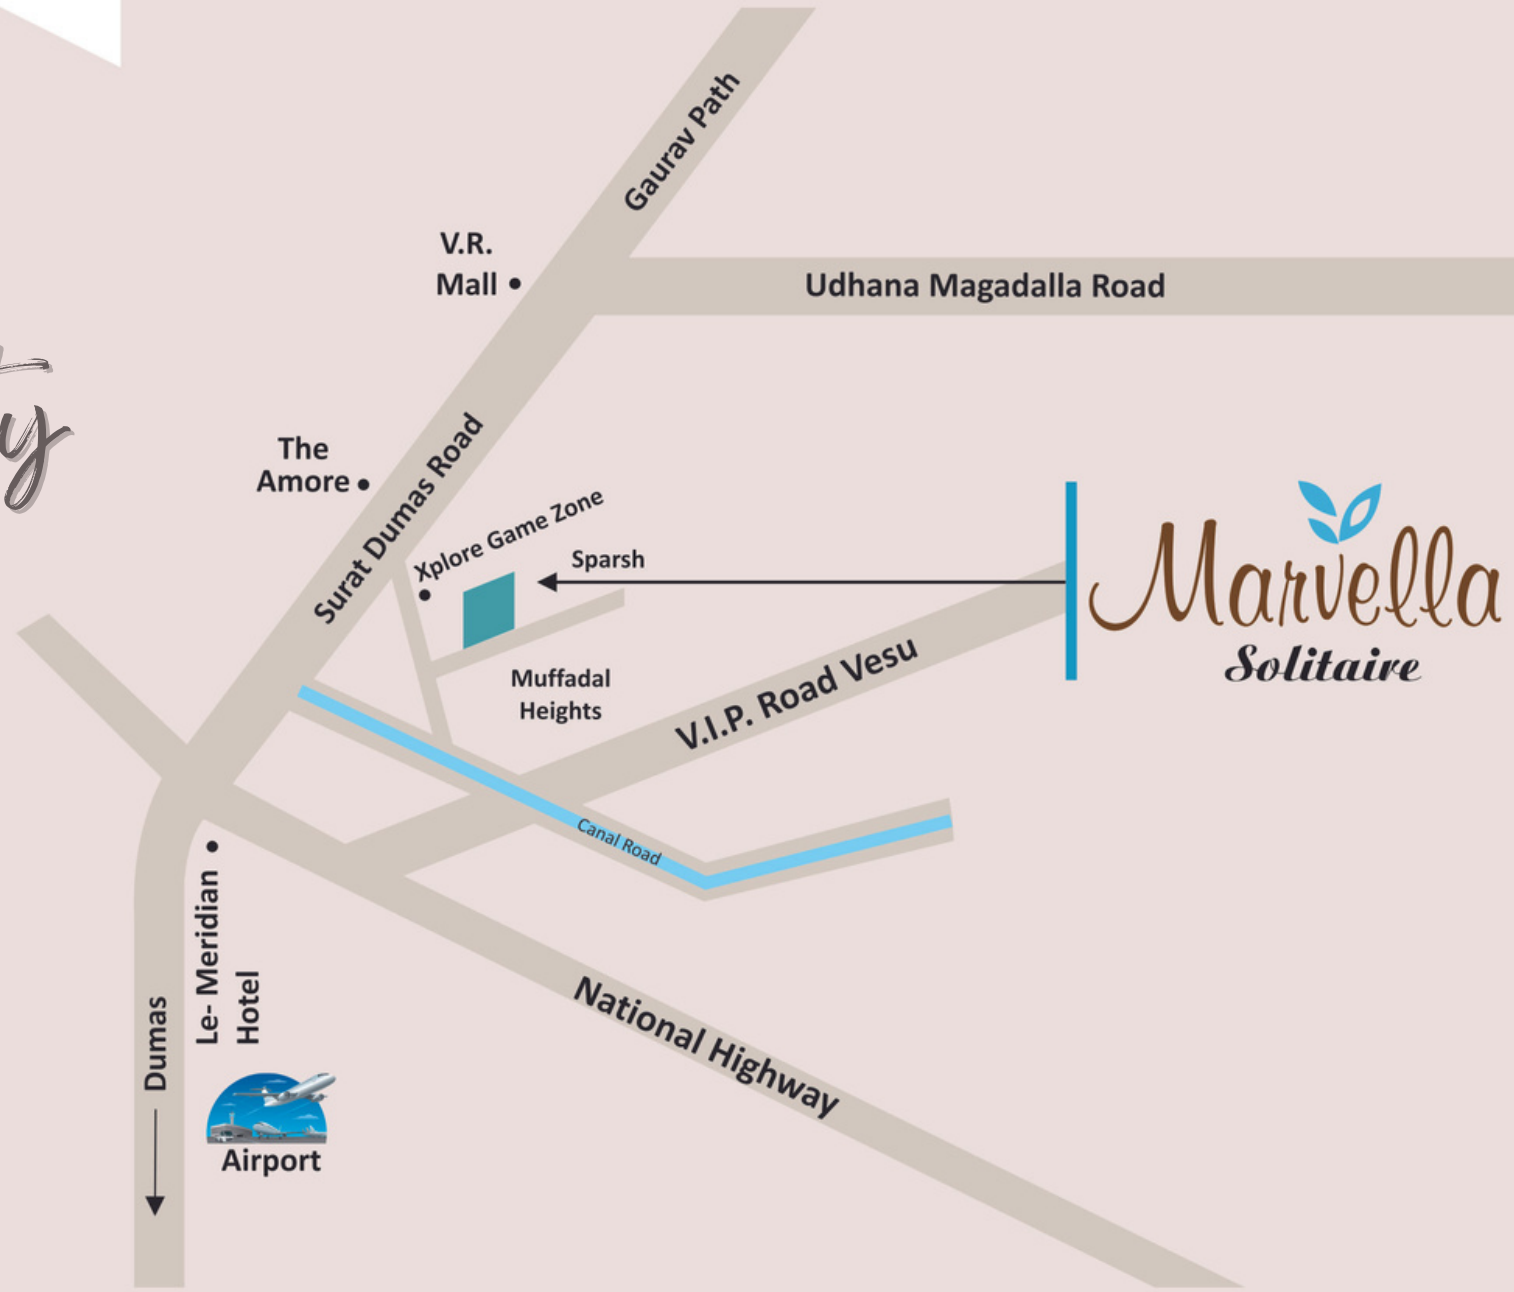 Gaurav Path
V.R.
Mall
Udhana Magadalla Road
The
Amore
Surat Dumas Road
Xplore Game Zone
Sparsh
Marvella
Solitaire
Muffadal
Heights
V.I.P. Road Vesu
Canal Road
Le- Meridian
Hotel
Dumas
National Highway
Airport